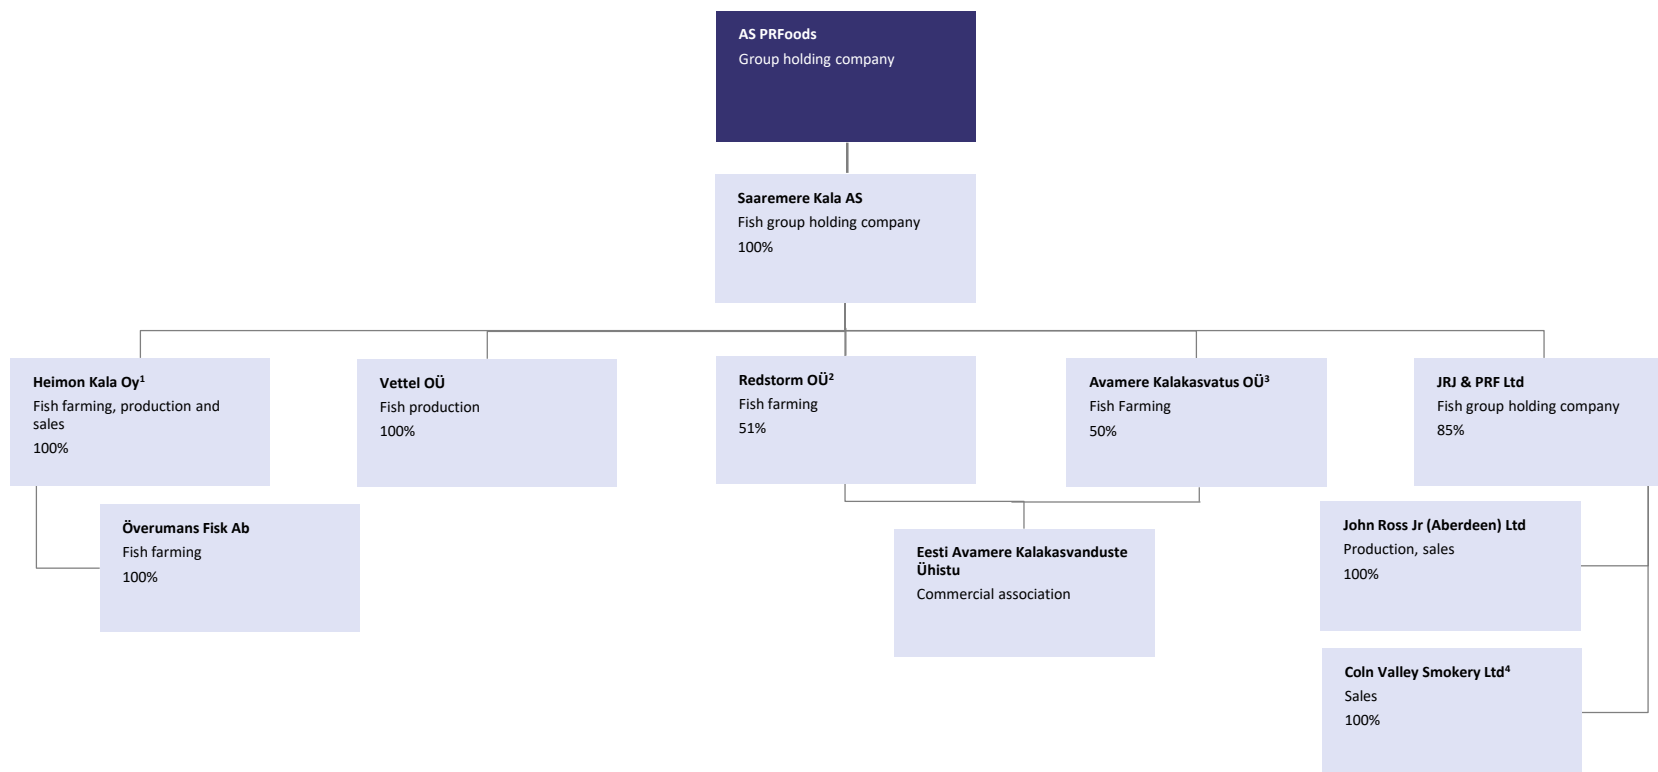 AS PRFoods
Group holding company
Saaremere Kala AS
Fish group holding company
100%
Heimon Kala Oy¹
Fish farming, production and
sales
100%
Vettel OÜ
Fish production
100%
Redstorm OÜ²
Fish farming
51%
Avamere Kalakasvatus OÜ³
Fish Farming
50%
JRJ & PRF Ltd
Fish group holding company
85%
Överumans Fisk Ab
Fish farming
100%
Eesti Avamere Kalakasvanduste
Ühistu
Commercial association
John Ross Jr (Aberdeen) Ltd
Production, sales
100%
Coln Valley Smokery Ltd⁴
Sales
100%